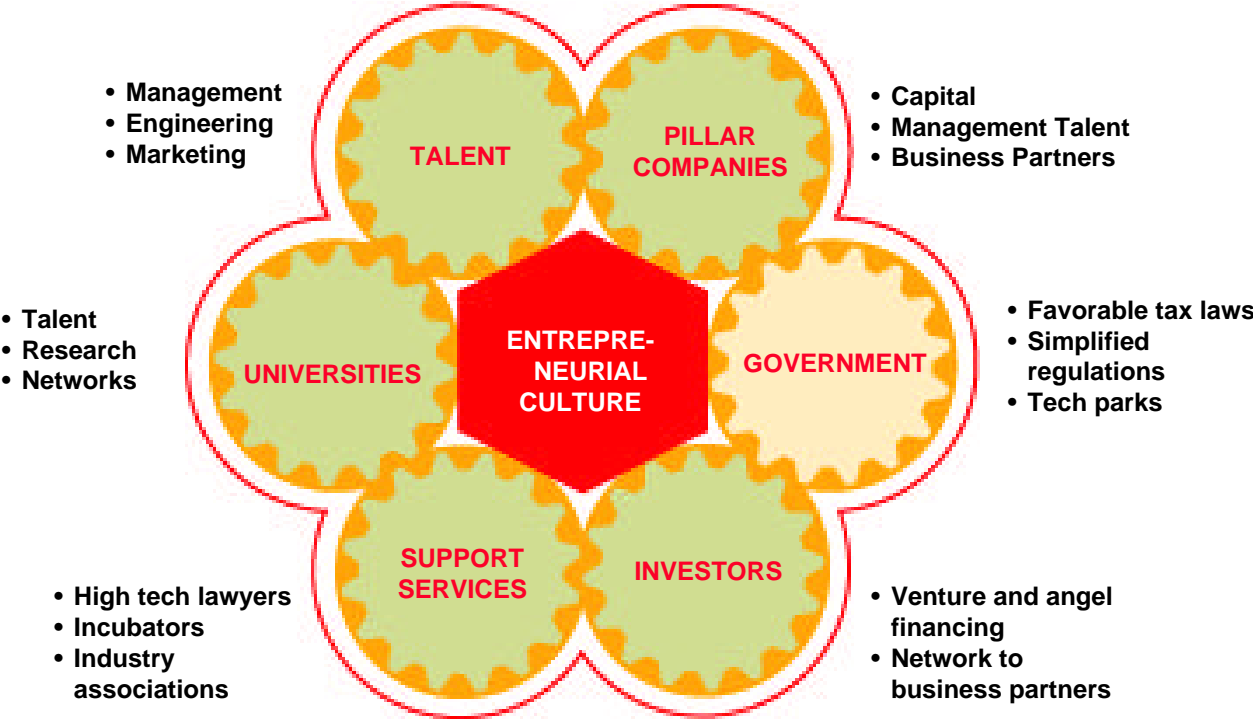 • Management
• Engineering
• Marketing
TALENT
PILLAR
COMPANIES
• Capital
• Management Talent
• Business Partners
• Talent
• Research
• Networks
UNIVERSITIES
ENTREPRE-
NEURIAL
CULTURE
GOVERNMENT
• Favorable tax laws
• Simplified
regulations
• Tech parks
• High tech lawyers
• Incubators
• Industry
associations
SUPPORT
SERVICES
INVESTORS
• Venture and angel
financing
• Network to
business partners